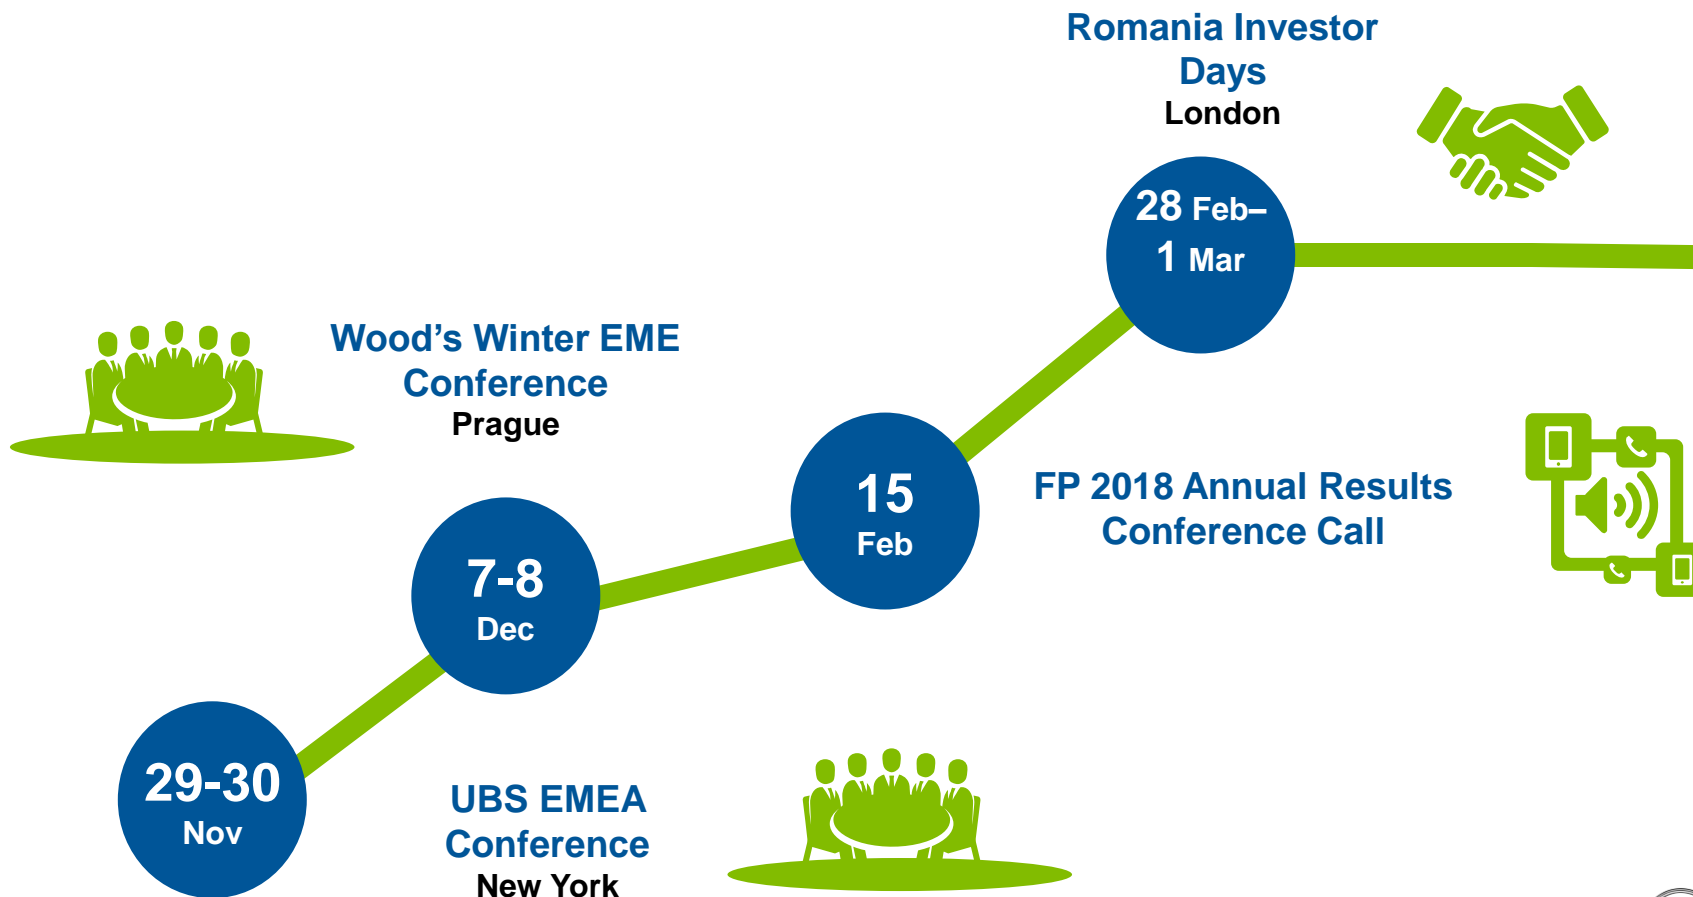 Romania Investor
Days
London
28 Feb–
1 Mar
Wood’s Winter EME
Conference
Prague
15
Feb
FP 2018 Annual Results
Conference Call
7-8
Dec
29-30
Nov
UBS EMEA
Conference
New York